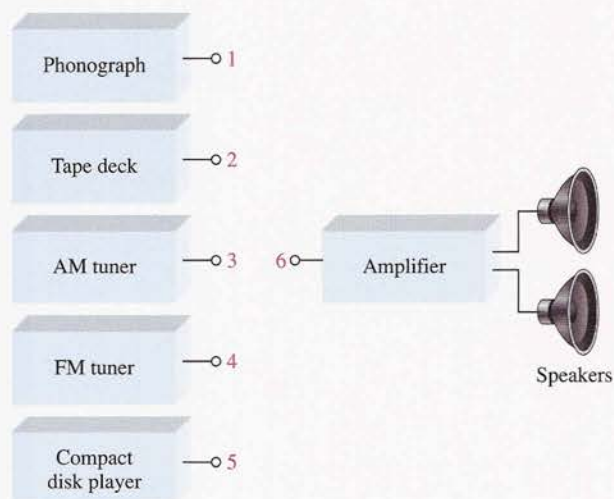 Phonograph
1
Tape deck
2
AM tuner
3
6
Amplifier
FM tuner
4
Speakers
Compact
disk player
5